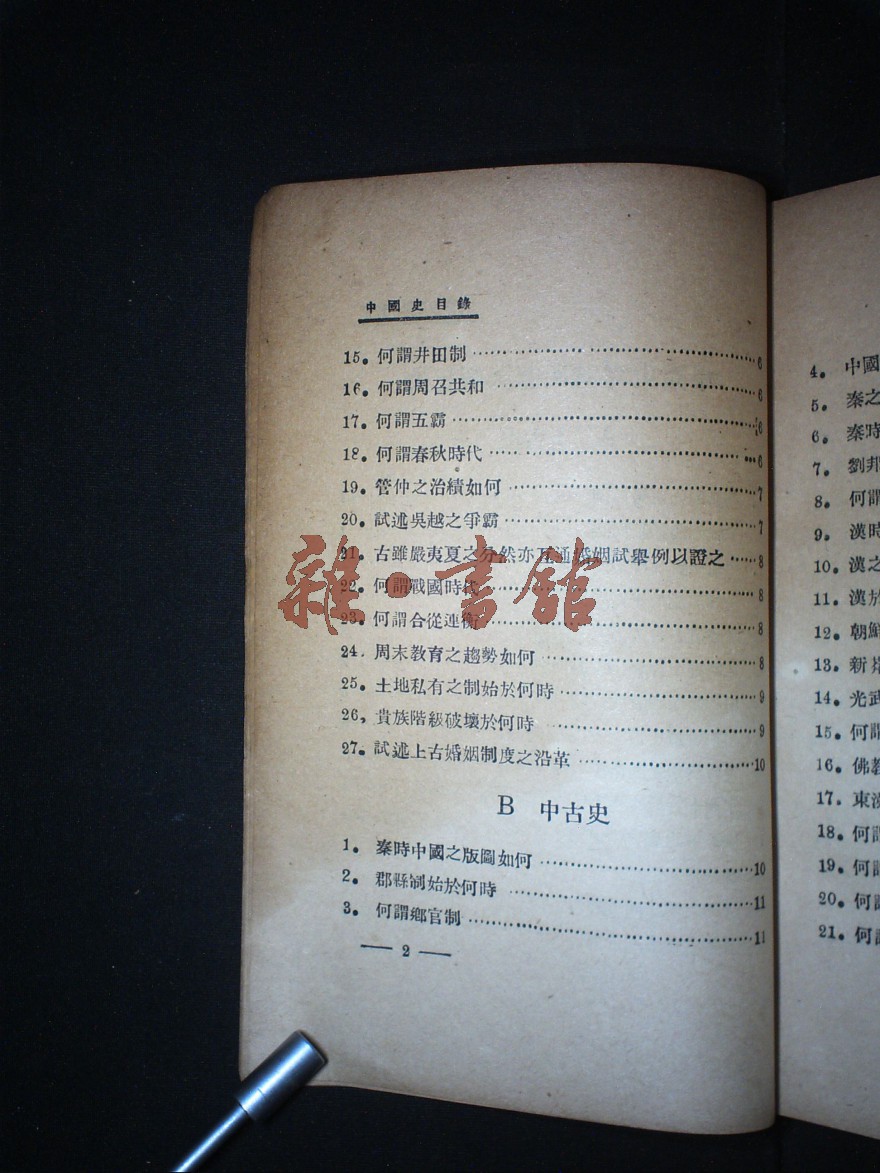 中國史目錄
15. 何謂井田制 6
16. 何謂周召共和 6
17. 何謂五霸 6
18. 何謂春秋時代 6
19. 管仲之治績如何 7
20. 試述吳越之爭霸 7
21. 古雖嚴夷夏之分然亦互通婚姻試舉例以證之 8
22. 何謂戰國時代 8
23. 何謂合從連衡 8
24. 周末教育之趨勢如何 8
25. 土地私有之制始於何時 9
26. 貴族階級破壞於何時 9
27. 試述上古婚姻制度之沿革 10
B 中古史
1. 秦時中國之版圖如何 10
2. 郡縣制始於何時 11
3. 何謂鄉官制 11
— 2 —
雜·書館
4. 中國
5. 秦之
6. 秦時
7. 劉邦
8. 何謂
9. 漢時
10. 漢之
11. 漢於
12. 朝鮮
13. 新
14. 光武
15. 何謂
16. 佛教
17. 東漢
18. 何謂
19. 何謂
20. 何謂
21. 何謂